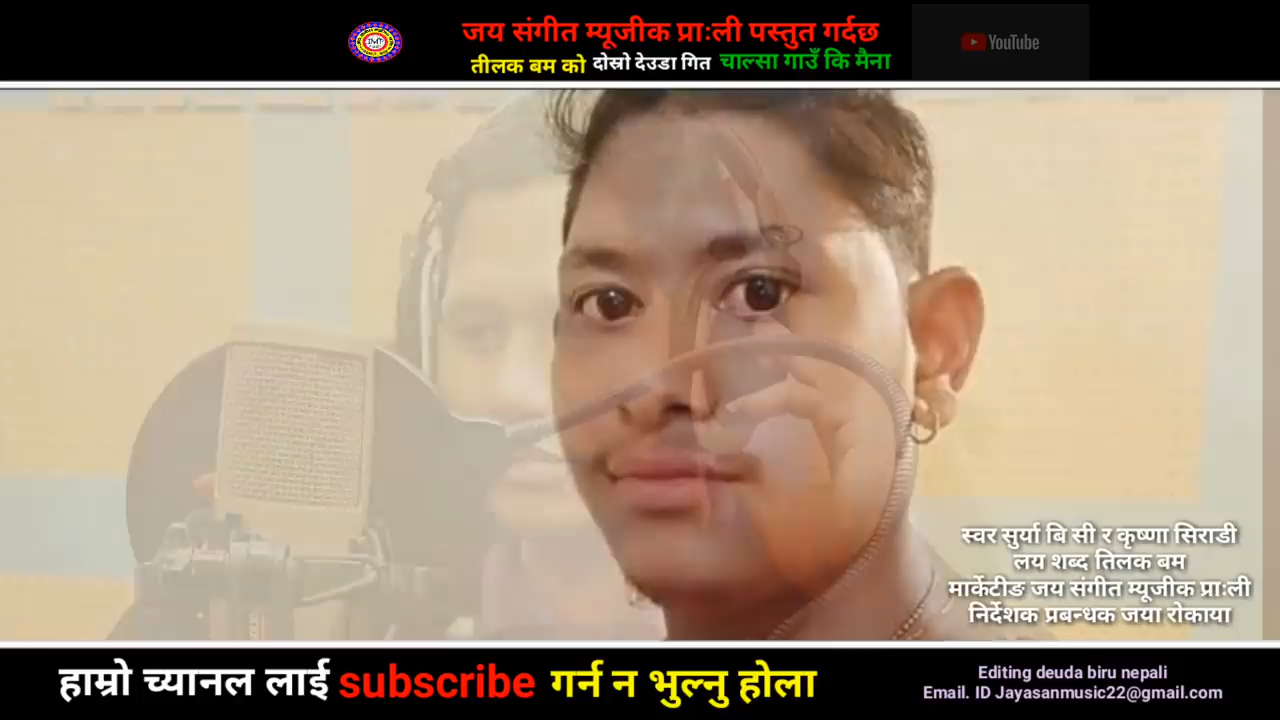 जय संगीत म्यूजीक प्राःली पस्तुत गर्दछ
तीलक बम को दोस्रो देउडा गित चाल्सा गाउँ कि मैना
YouTube
स्वर सुर्या बि सी र कृष्णा सिराडी
लय शब्द तिलक बम
मार्केटीङ जय संगीत म्यूजीक प्राःली
निर्देशक प्रबन्धक जया रोकाया
हाम्रो च्यानल लाई subscribe गर्न न भुल्नु होला
Editing deuda biru nepali
Email. ID Jayasanmusic22@gmail.com